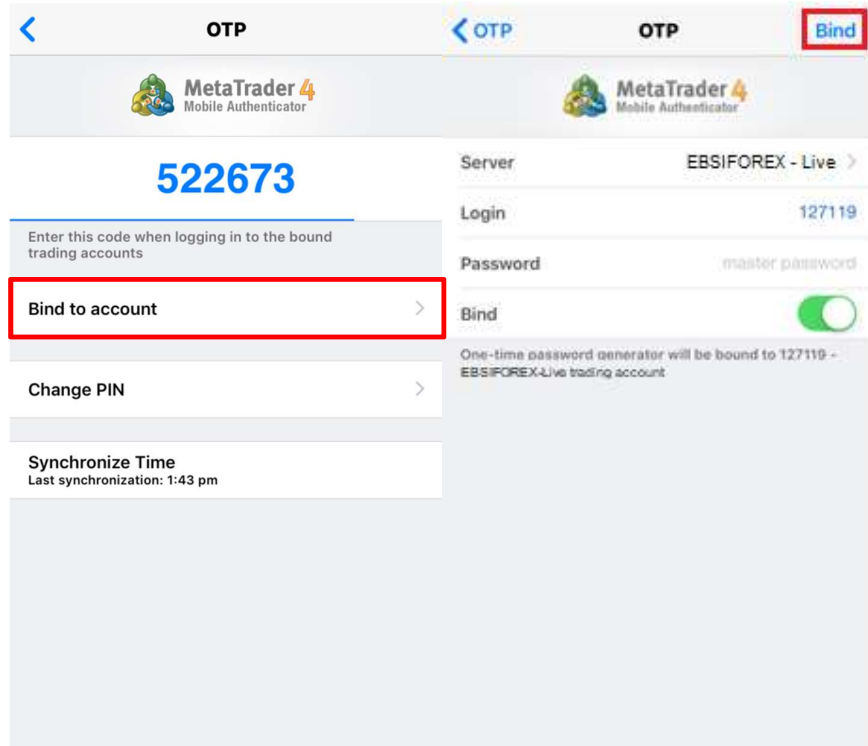 OTP
MetaTrader 4
Mobile Authenticator
522673
Enter this code when logging in to the bound
trading accounts
Bind to account
Change PIN
Synchronize Time
Last synchronization: 1:43 pm
OTP
OTP
Bind
MetaTrader 4
Mobile Authenticator
Server
EBSIFOREX - Live
Login
127119
Password
master password
Bind
One-time password generator will be bound to 127119 -
EBSIFOREX-Live trading account